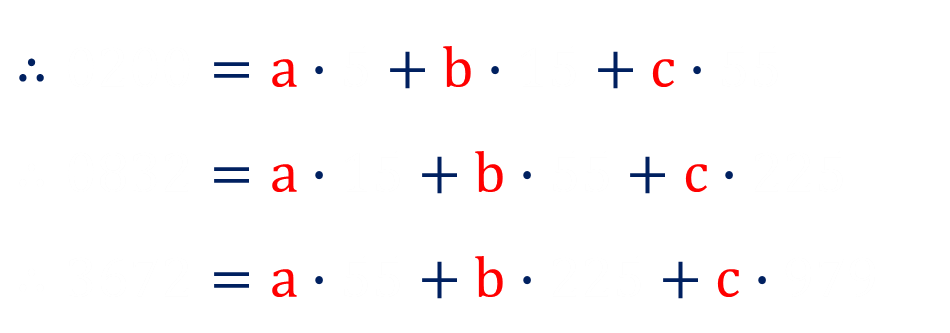 ∴ = a · + b · + c ·
= a · + b · + c ·
= a · + b · + c ·